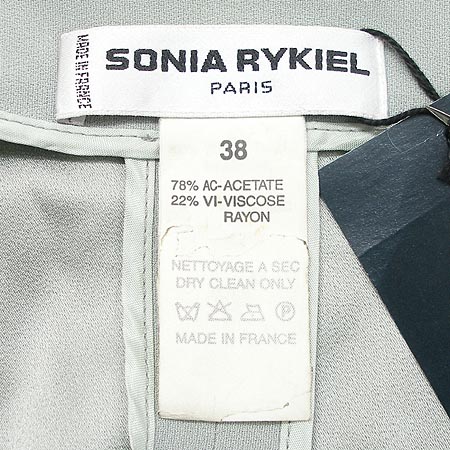 MADE IN FRANCE
SONIA RYKIEL
PARIS
38
78% AC-ACETATE
22% VI-VISCOSE
RAYON
NETTOYAGE A SEC
DRY CLEAN ONLY
P
MADE IN FRANCE